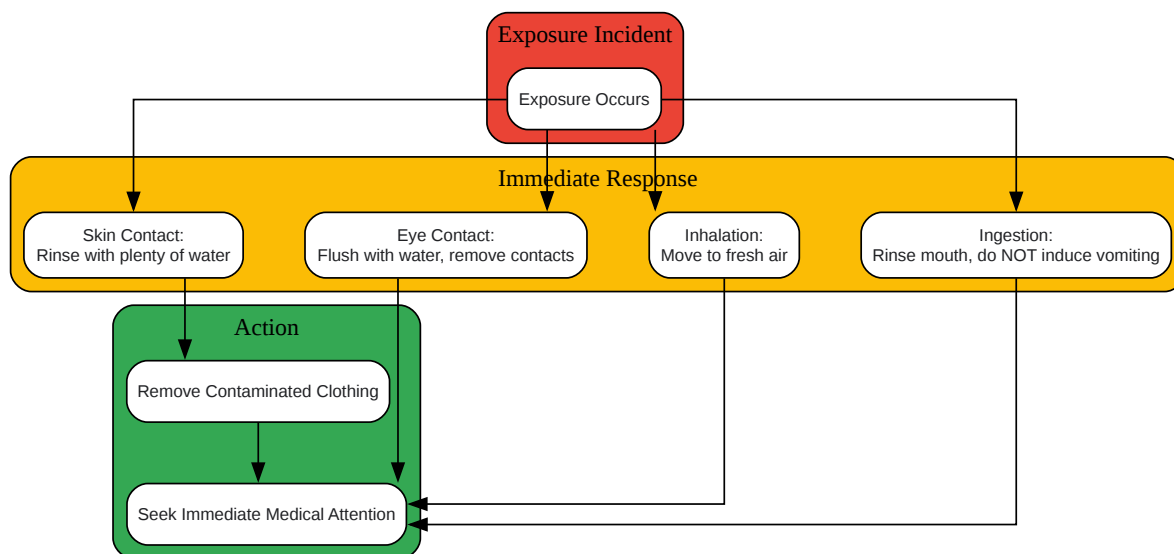 Exposure Incident
Exposure Occurs
Immediate Response
Skin Contact:
Rinse with plenty of water
Eye Contact:
Flush with water, remove contacts
Inhalation:
Move to fresh air
Ingestion:
Rinse mouth, do NOT induce vomiting
Action
Remove Contaminated Clothing
Seek Immediate Medical Attention